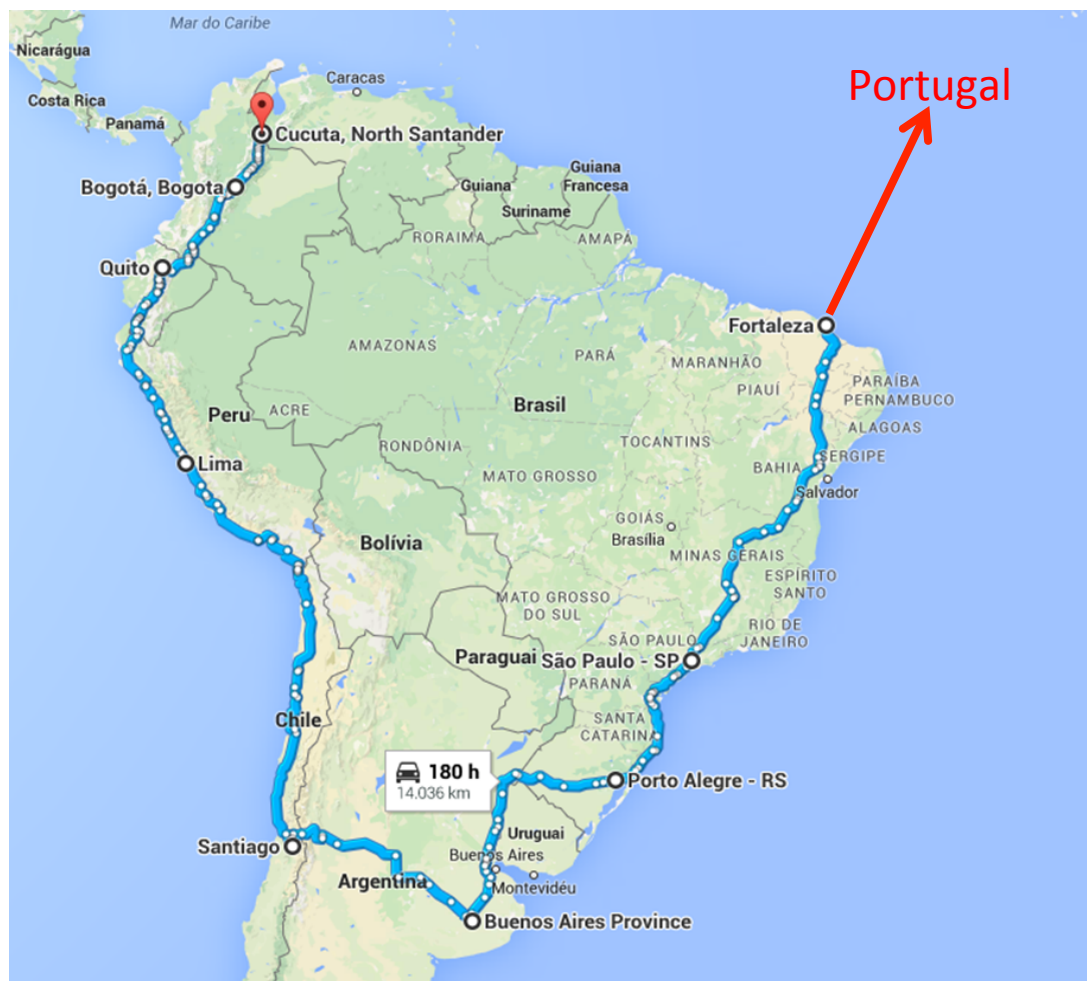 Mar do Caribe
Nicarágua
Caracas
Portugal
Costa Rica
Panamá
Cucuta, North Santander
Bogotá, Bogota
Guiana
Guiana
Francesa
Suriname
RORAIMA
AMAPÁ
Quito
Fortaleza
AMAZONAS
PARÁ
MARANHÃO
PIAUÍ
PARAÍBA
PERNAMBUCO
Peru
ACRE
Brasil
ALAGOAS
TOCANTINS
RONDÔNIA
SERGIPE
Lima
MATO GROSSO
BAHIA
Salvador
GOIÁS
Brasília
Bolívia
MINAS GERAIS
ESPÍRITO
SANTO
MATO GROSSO
DO SUL
RIO DE
JANEIRO
SÃO PAULO
Paraguai
São Paulo - SP
PARANÁ
Chile
SANTA
CATARINA
180 h
14.036 km
Porto Alegre - RS
Uruguai
Santiago
Buenos Aires
Argentina
Montevidéu
Buenos Aires Province